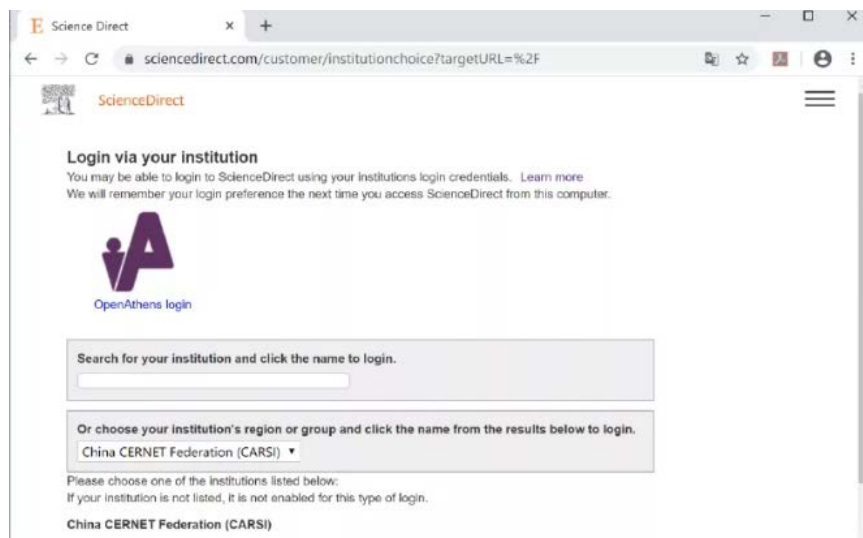 E Science Direct
sciencedirect.com/customer/institutionchoice?targetURL=%2F
ScienceDirect
Login via your institution
You may be able to login to ScienceDirect using your institutions login credentials. Learn more
We will remember your login preference the next time you access ScienceDirect from this computer.
OpenAthens login
Search for your institution and click the name to login.
Or choose your institution's region or group and click the name from the results below to login.
China CERNET Federation (CARSI)
Please choose one of the institutions listed below:
If your institution is not listed, it is not enabled for this type of login.
China CERNET Federation (CARSI)